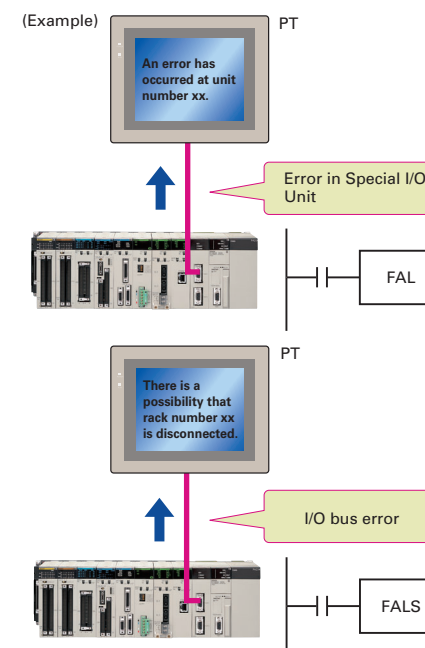 (Example)
PT
An error has
occurred at unit
number xx.
Error in Special I/O
Unit
FAL
PT
There is a
possibility that
rack number xx
is disconnected.
I/O bus error
FALS